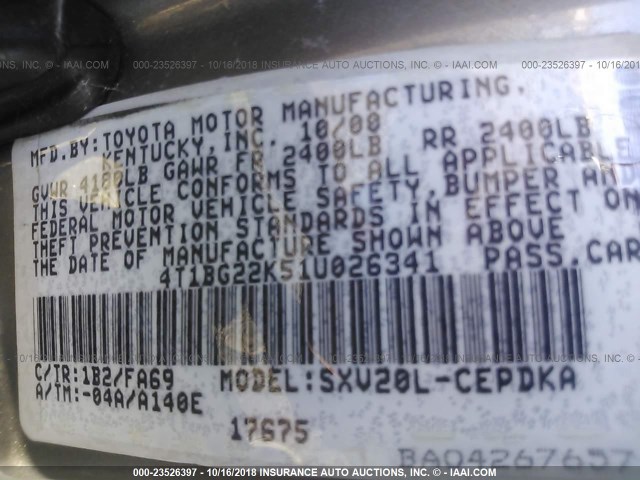 000-23526397 - 10/16/2018 INSURANCE AUTO AUCTIONS, INC.
- © IAAI.COM
MFD.BY:TOYOTA MOTOR MANUFACTURING,
KENTUCKY,INC. 10/00
GVWR 4180LB GAWR FR 2400LB RR 2400LB
THIS VEHICLE CONFORMS TO ALL APPLICABLE
FEDERAL MOTOR VEHICLE SAFETY,BUMPER AND
THEFT PREVENTION STANDARDS IN EFFECT ON
THE DATE OF MANUFACTURE SHOWN ABOVE
4T1BG22K51U026341 PASS.CAR
C/TR:1B2/FA69 MODEL:SXV20L-CEPDKA
A/TM:-04A/A140E
17675
BA04267657
000-23526397 - 10/16/2018 INSURANCE AUTO AUCTIONS, INC.
- © IAAI.COM